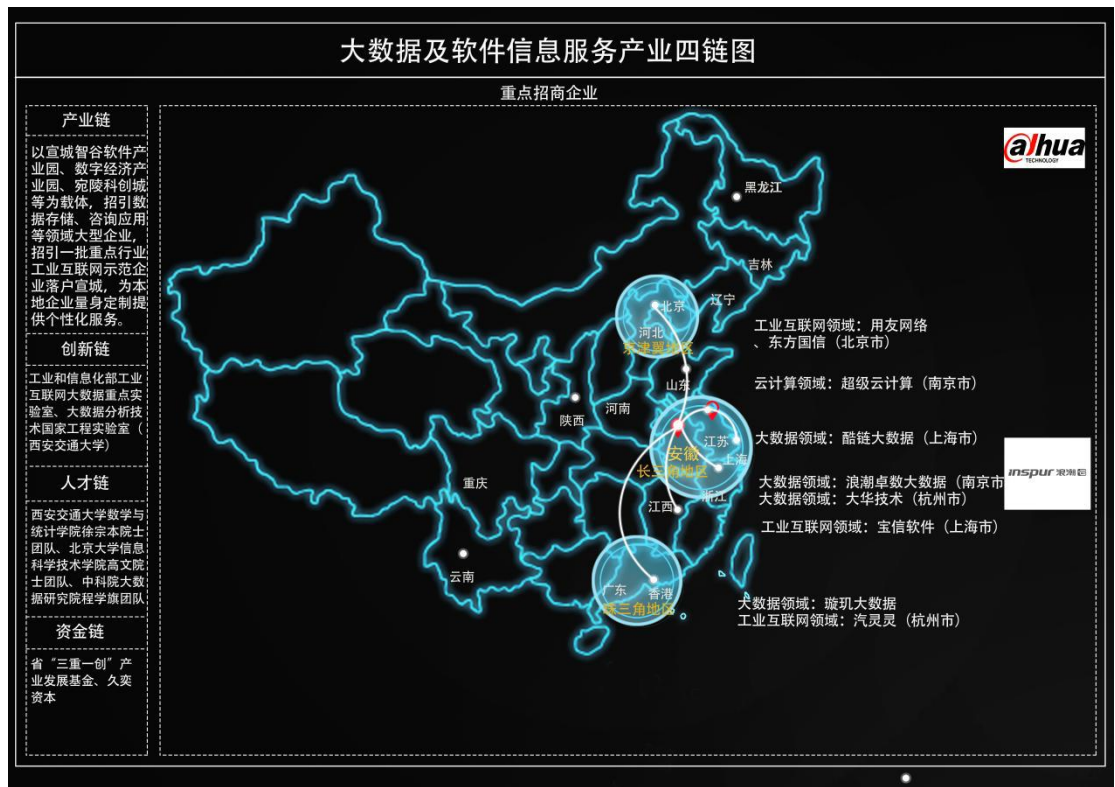 大数据及软件信息服务产业四链图
重点招商企业
产业链
以宣城智谷软件产
业园、数字经济产
业园、宛陵科创城
等为载体，招引数
据存储、咨询应用
等领域大型企业，
招引一批重点行业
工业互联网示范企
业落户宣城，为本
地企业量身定制提
供个性化服务。
创新链
工业和信息化部工业
互联网大数据重点实
验室、大数据分析技
术国家工程实验室（
西安交通大学）
人才链
西安交通大学数学与
统计学院徐宗本院士
团队、北京大学信息
科学技术学院高文院
士团队、中科院大数
据研究院程学旗团队
资金链
省“三重一创”产
业发展基金、久奕
资本
黑龙江
吉林
辽宁
北京
河北
京津翼地区
山东
河南
陕西
江苏
安徽
上海
长三角地区
浙江
重庆
江西
云南
广东
香港
珠三角地区
alhua
TECHNOLOGY
工业互联网领域：用友网络
、东方国信（北京市）
云计算领域：超级云计算（南京市）
大数据领域：酷链大数据（上海市）
inspur 浪潮
大数据领域：浪潮卓数大数据（南京市
大数据领域：大华技术（杭州市）
工业互联网领域：宝信软件（上海市）
大数据领域：璇玑大数据
工业互联网领域：汽灵灵（杭州市）